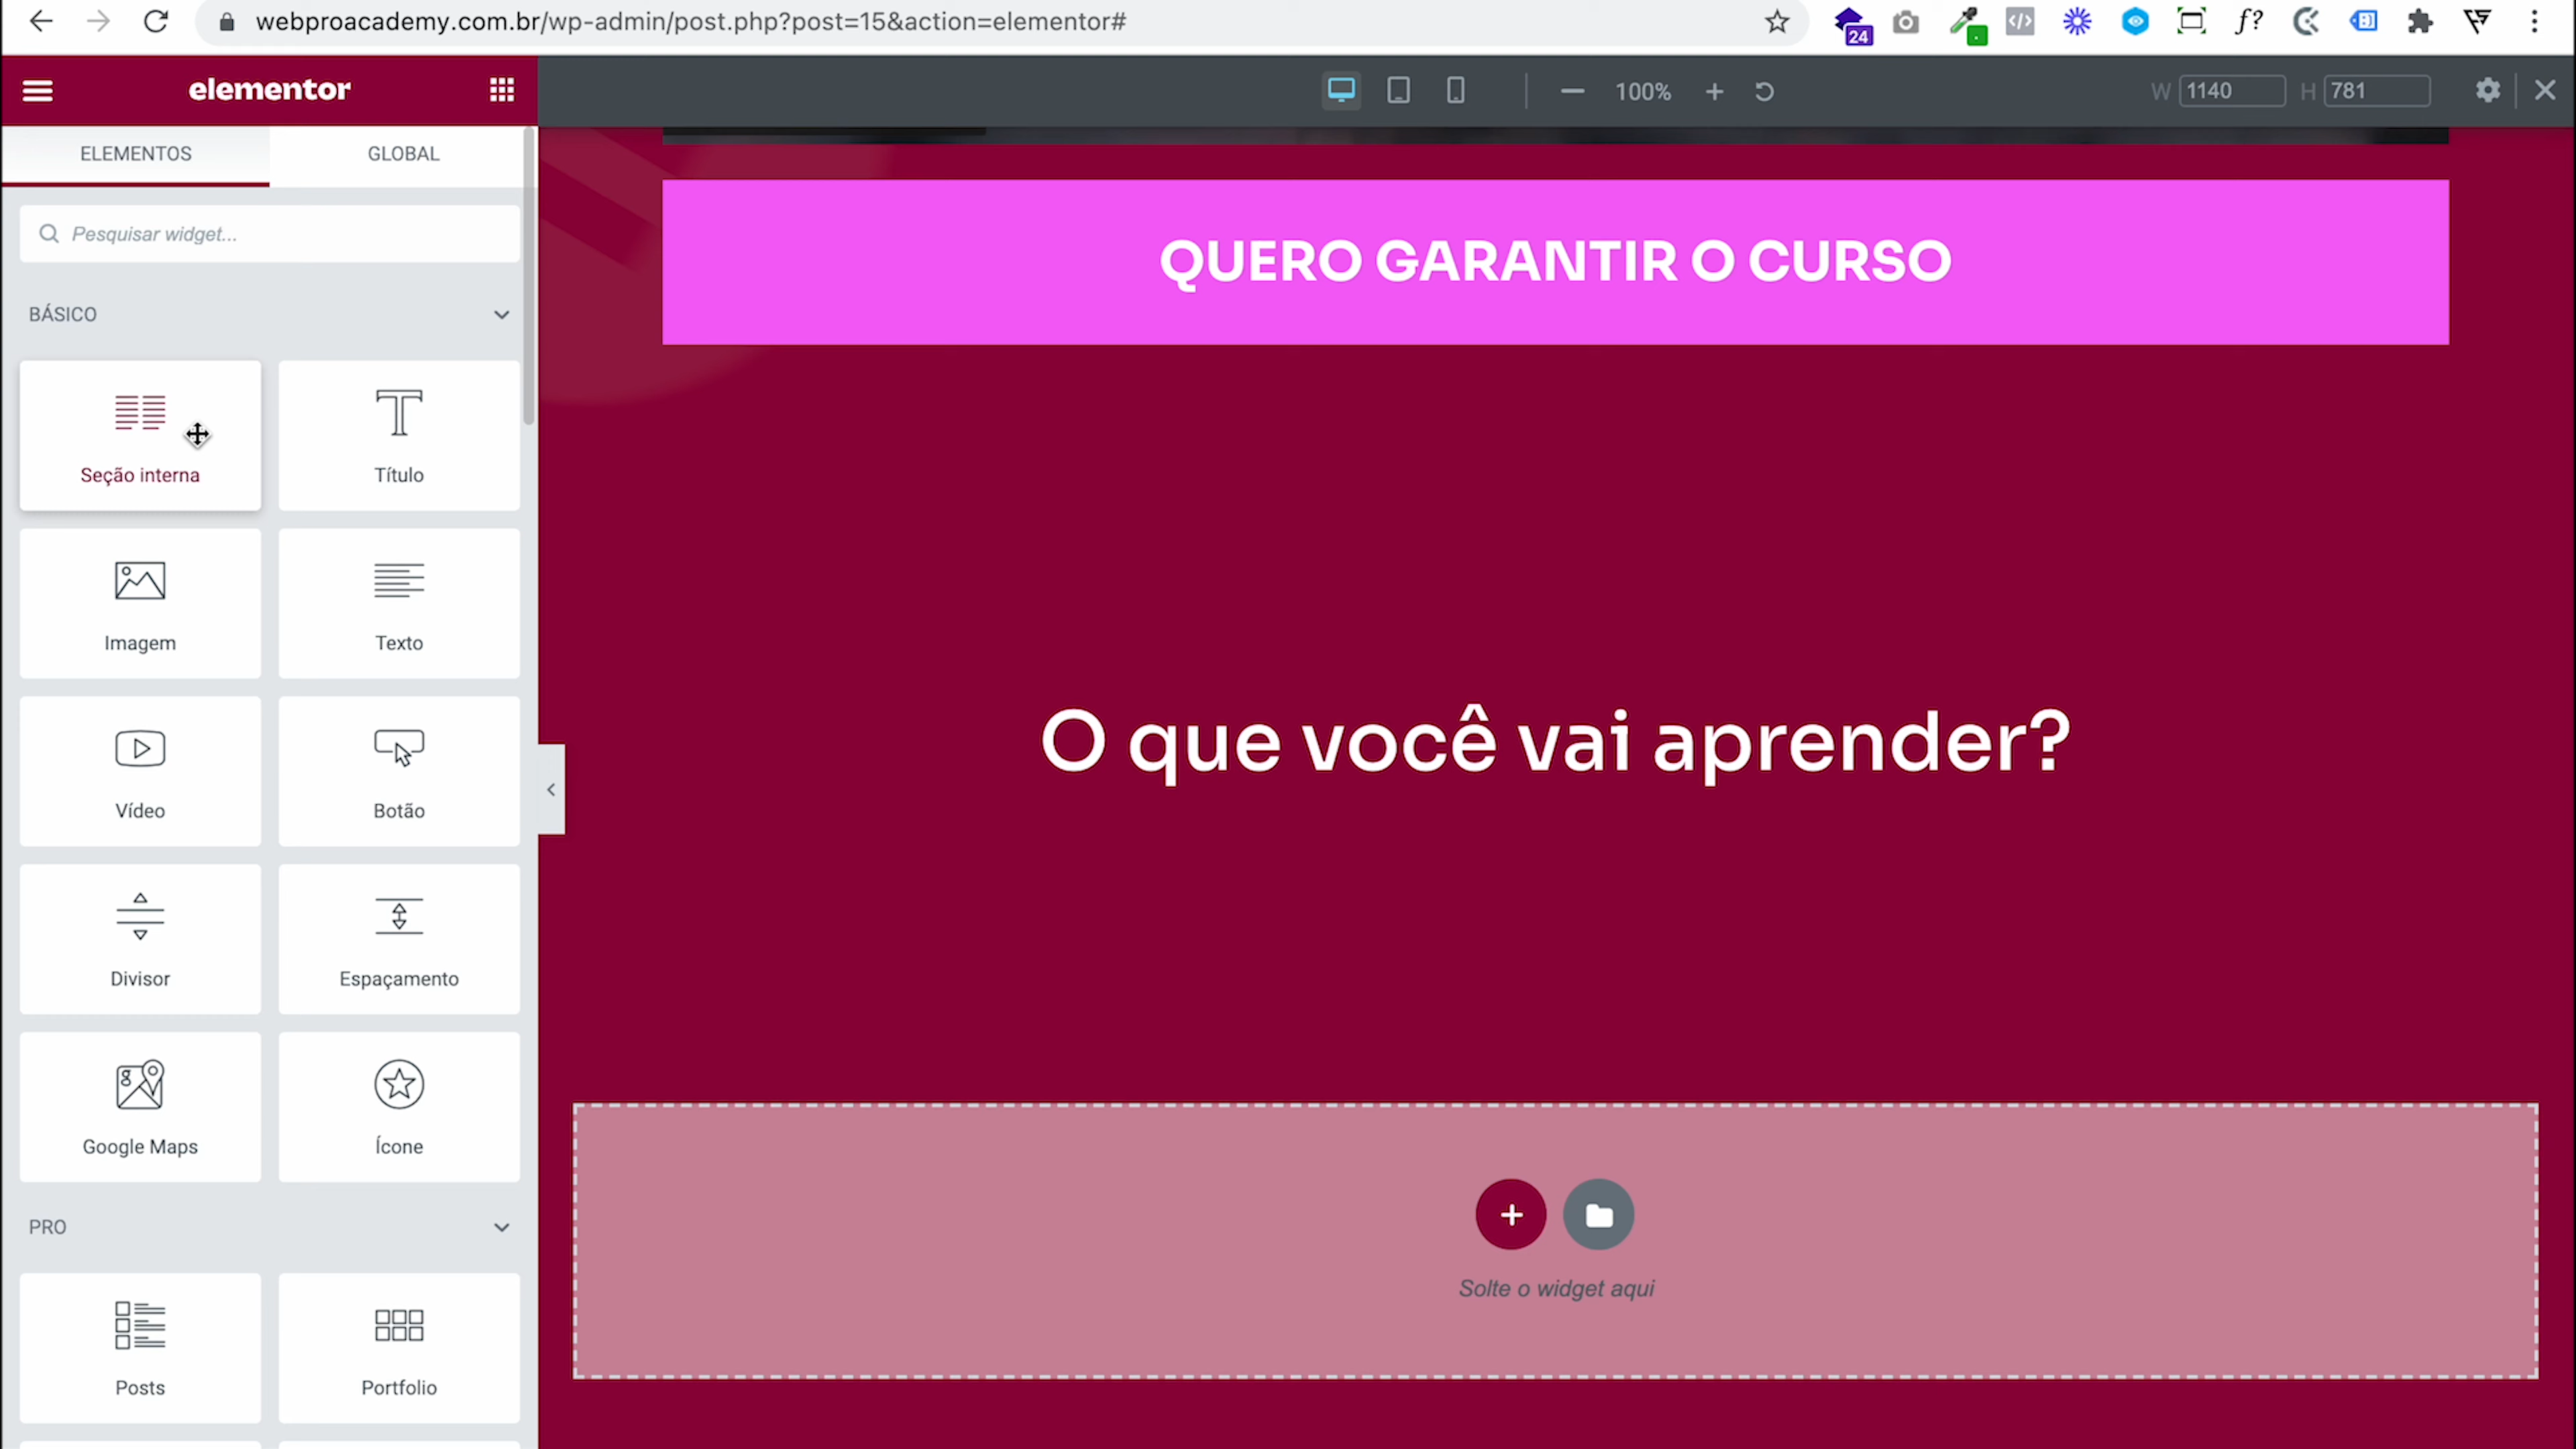 webproacademy.com.br/wp-admin/post.php?post=15&action=elementor#
24
f?
elementor
100%
W 1140 H 781
ELEMENTOS
GLOBAL
Pesquisar widget...
BÁSICO
Seção interna
Título
Imagem
Texto
Vídeo
Botão
Divisor
Espaçamento
Google Maps
Ícone
PRO
Posts
Portfolio
QUERO GARANTIR O CURSO
O que você vai aprender?
Solte o widget aqui